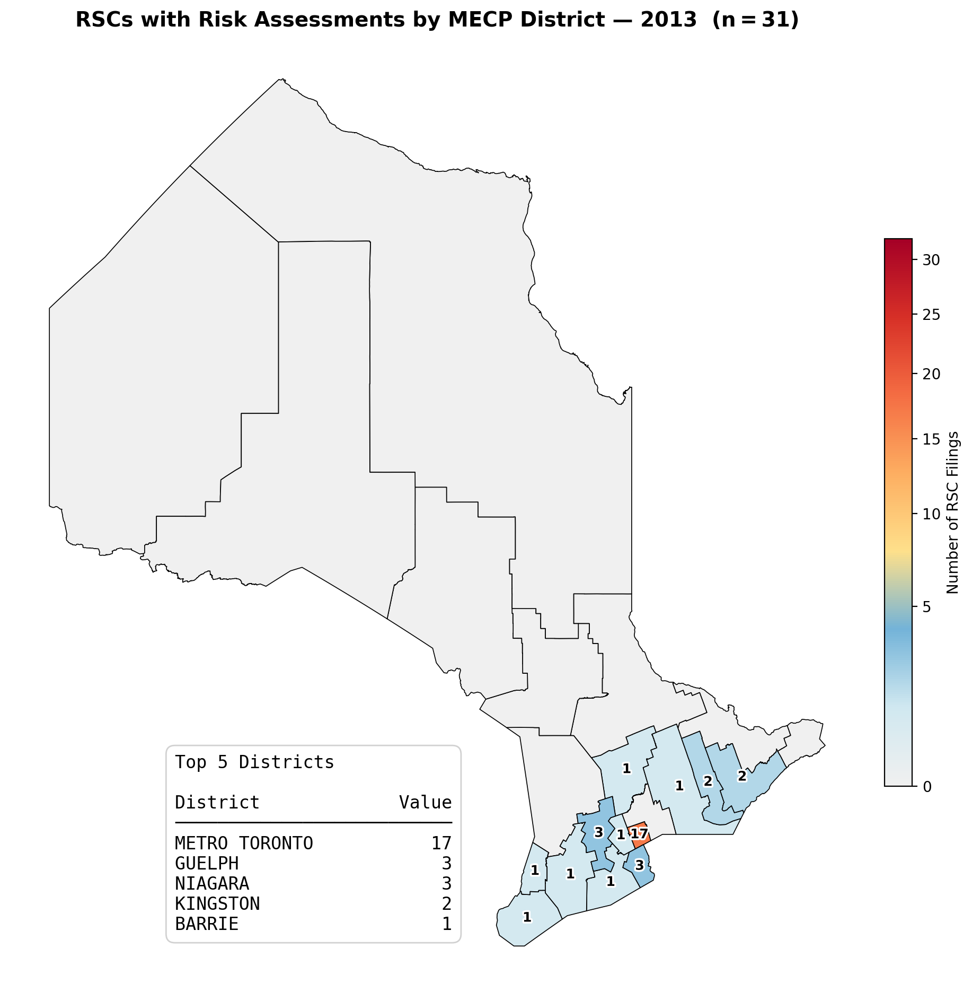 RSCs with Risk Assessments by MECP District — 2013 (n = 31)
30
25
20
15
10
5
0
Number of RSC Filings
1
1
2
2
3
1
17
3
1
1
1
1
Top 5 Districts
District Value
METRO TORONTO 17
GUELPH 3
NIAGARA 3
KINGSTON 2
BARRIE 1